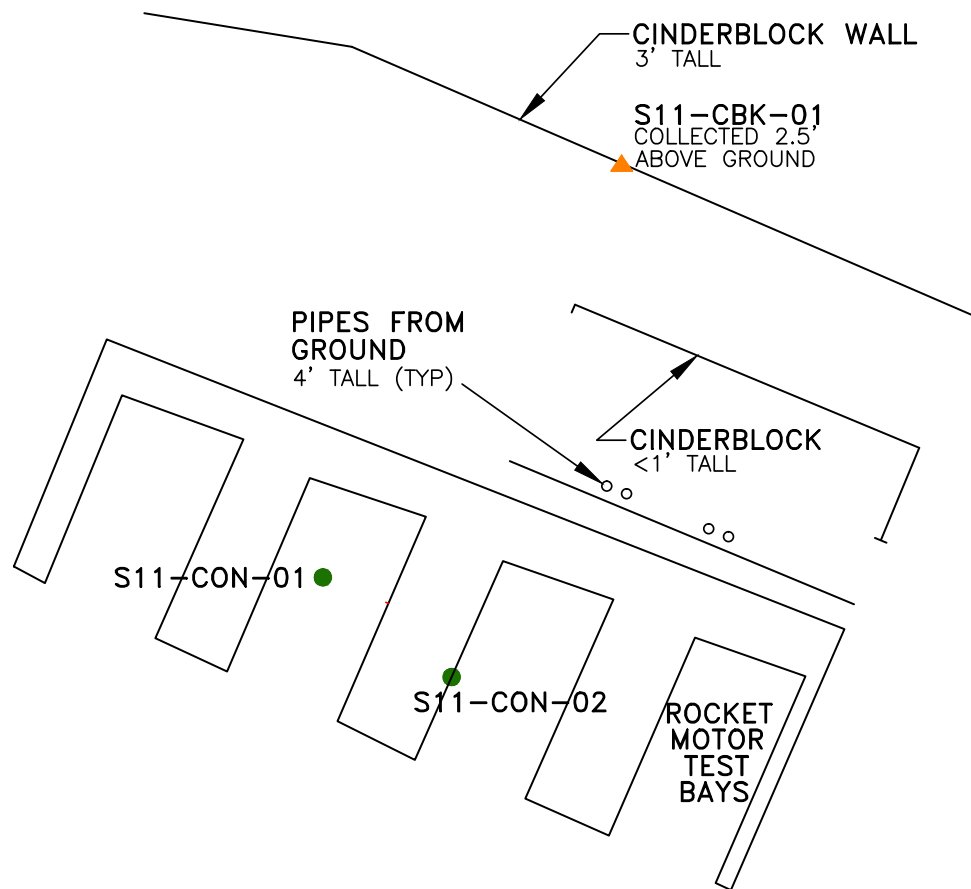 CINDERBLOCK WALL
3' TALL
S11-CBK-01
COLLECTED 2.5'
ABOVE GROUND
PIPES FROM
GROUND
4' TALL (TYP)
CINDERBLOCK
<1' TALL
S11-CON-01
S11-CON-02
ROCKET
MOTOR
TEST
BAYS